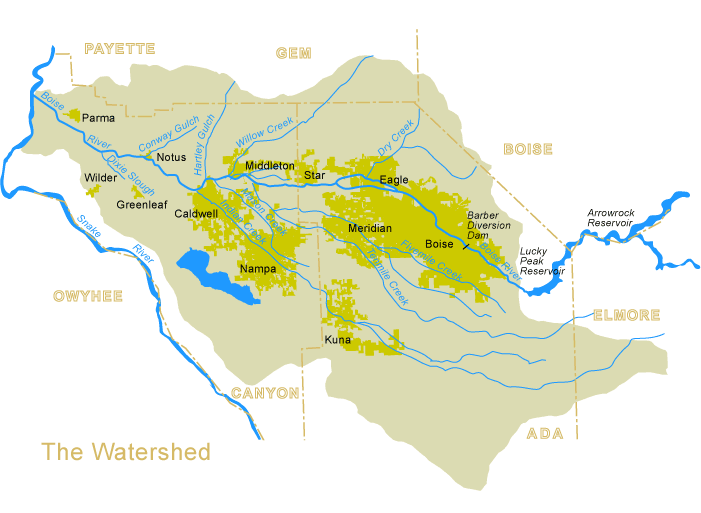 PAYETTE
GEM
Boise
Parma
River
Conway Gulch
Hartley Gulch
Willow Creek
Dry Creek
BOISE
Notus
Dixie Slough
Middleton
Star
Eagle
Wilder
Greenleaf
Caldwell
Mason Creek
Indian Creek
Meridian
Boise
Barber
Diversion
Dam
Arrowrock
Reservoir
Snake
River
Fivemile Creek
Boise River
Lucky
Peak
Reservoir
Tenmile Creek
Nampa
OWYHEE
ELMORE
Kuna
CANYON
ADA
The Watershed